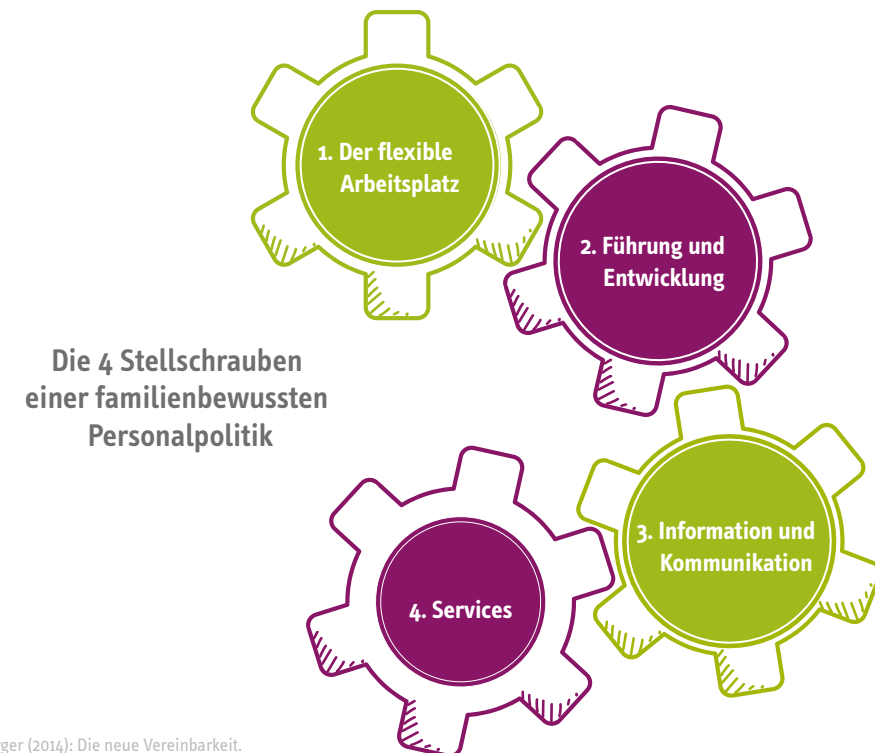 1. Der flexible
Arbeitsplatz
2. Führung und
Entwicklung
Die 4 Stellschrauben
einer familienbewussten
Personalpolitik
3. Information und
Kommunikation
4. Services
(2014): Die neue Vereinbarkeit.